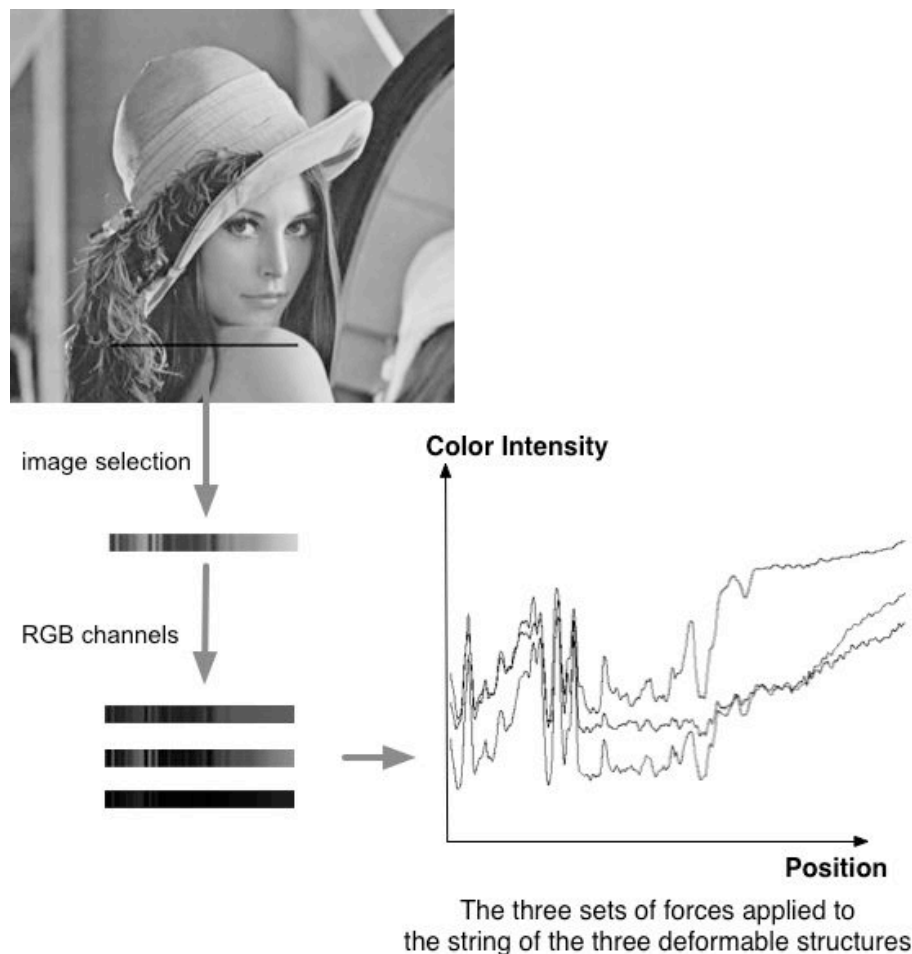 image selection
RGB channels
Color Intensity
Position
The three sets of forces applied to
the string of the three deformable structures